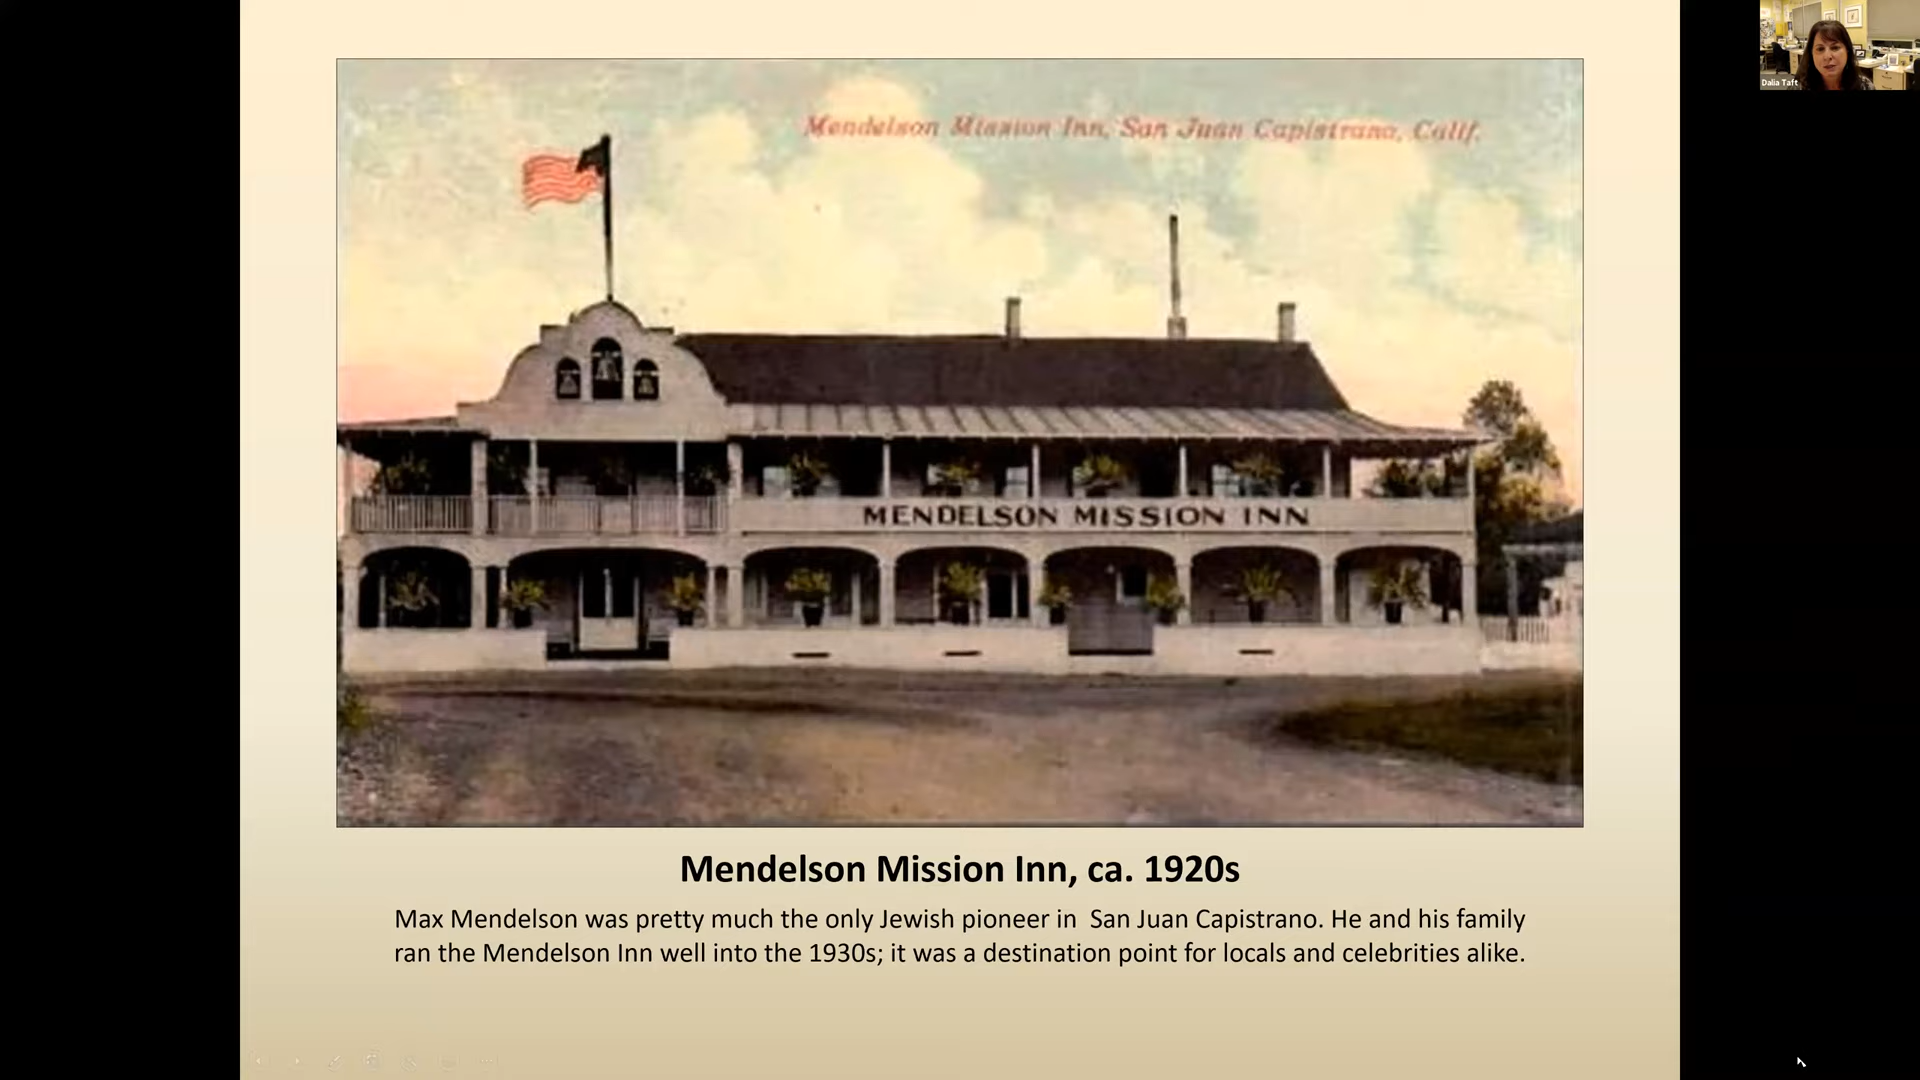 Mendelson Mission Inn, San Juan Capistrano, Calif.
MENDELSON MISSION INN
Mendelson Mission Inn, ca. 1920s
Max Mendelson was pretty much the only Jewish pioneer in  San Juan Capistrano. He and his family
ran the Mendelson Inn well into the 1930s; it was a destination point for locals and celebrities alike.
Dalia Taft